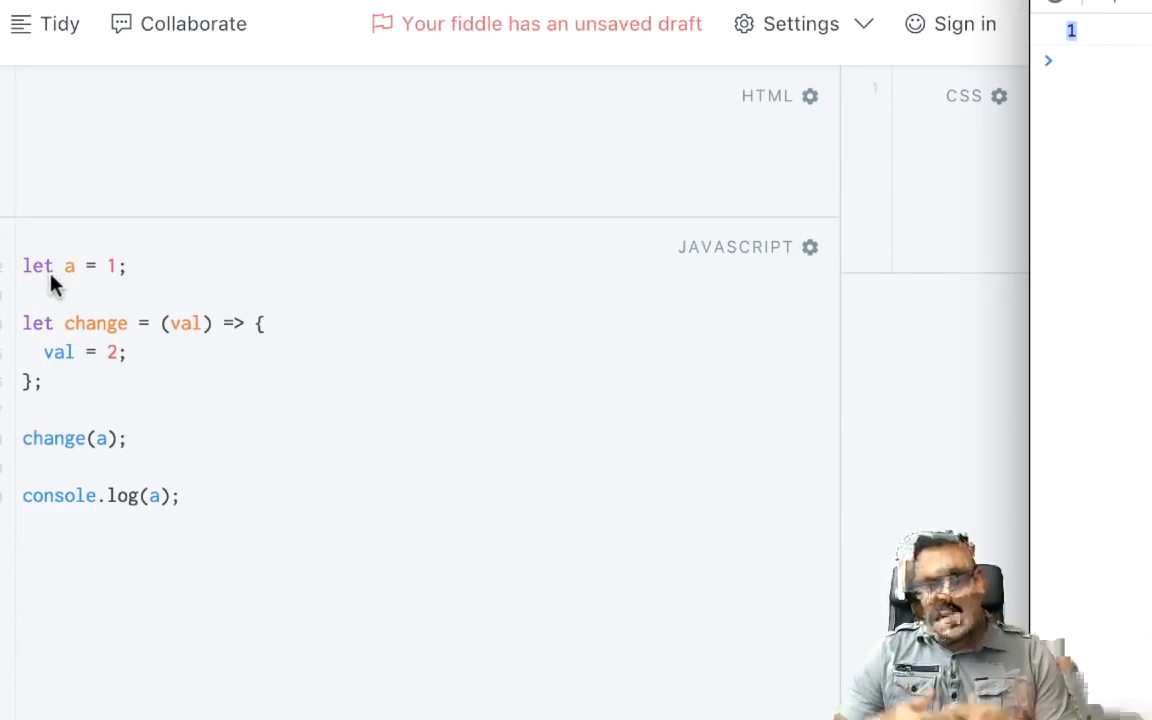 Tidy
Collaborate
Your fiddle has an unsaved draft
Settings
Sign in
1
HTML
1
CSS
JAVASCRIPT
let a = 1;
let change = (val) => {
val = 2;
};
change(a);
console.log(a);